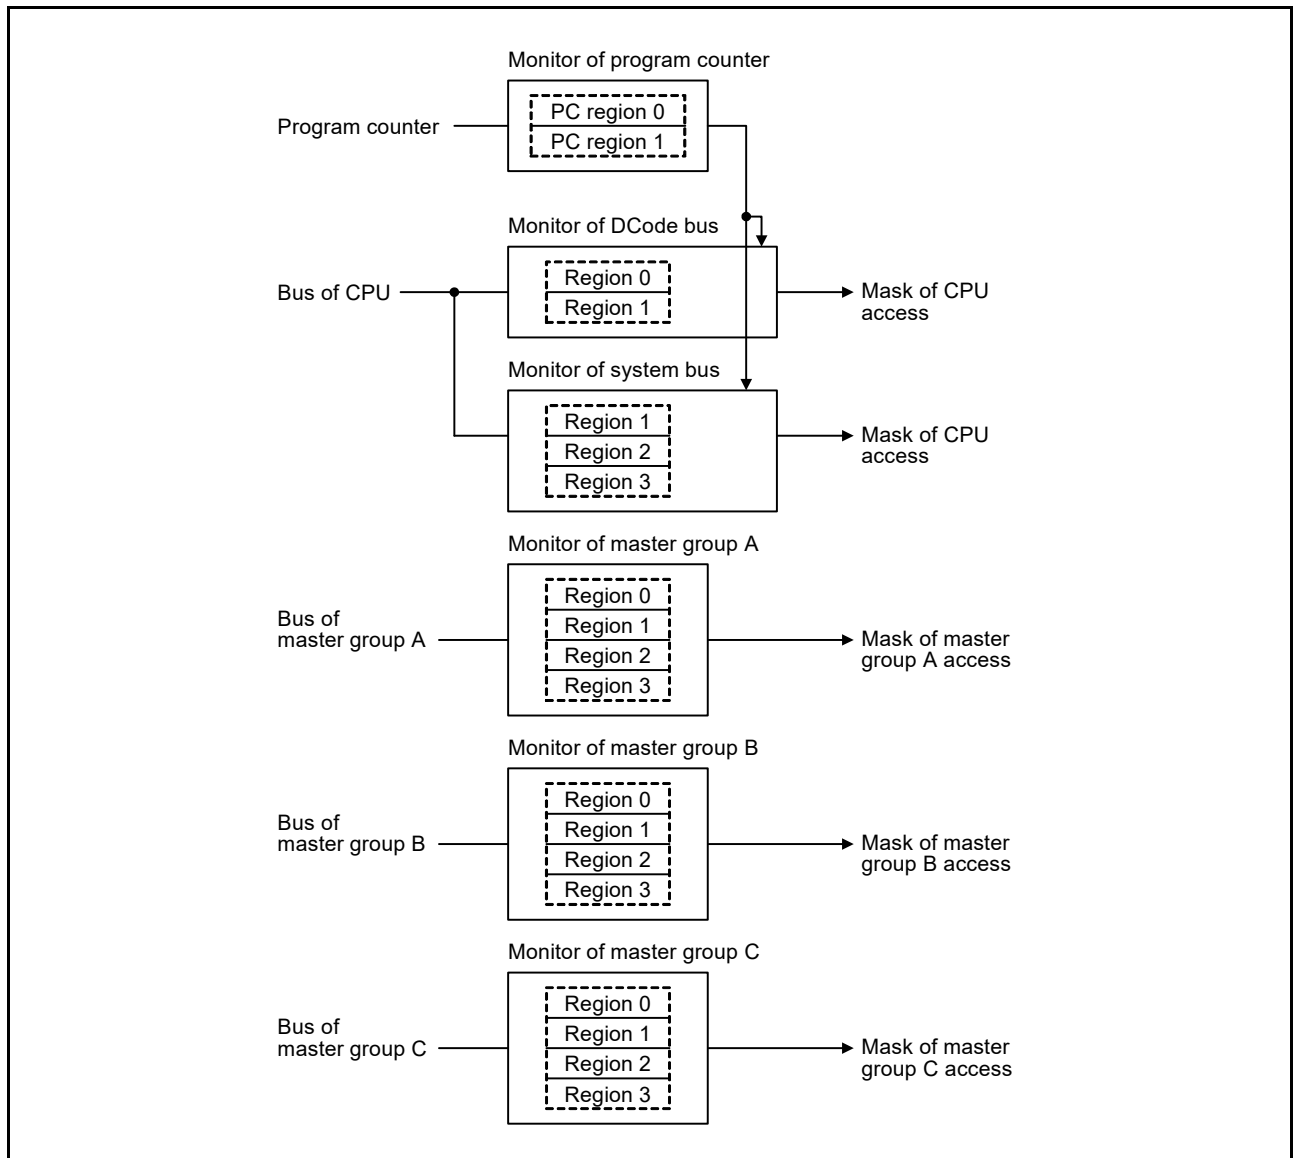 Monitor of program counter
Program counter
PC region 0
PC region 1
Monitor of DCode bus
Bus of CPU
Region 0
Region 1
Mask of CPU
access
Monitor of system bus
Region 1
Region 2
Region 3
Mask of CPU
access
Monitor of master group A
Bus of
master group A
Region 0
Region 1
Region 2
Region 3
Mask of master
group A access
Monitor of master group B
Bus of
master group B
Region 0
Region 1
Region 2
Region 3
Mask of master
group B access
Monitor of master group C
Bus of
master group C
Region 0
Region 1
Region 2
Region 3
Mask of master
group C access